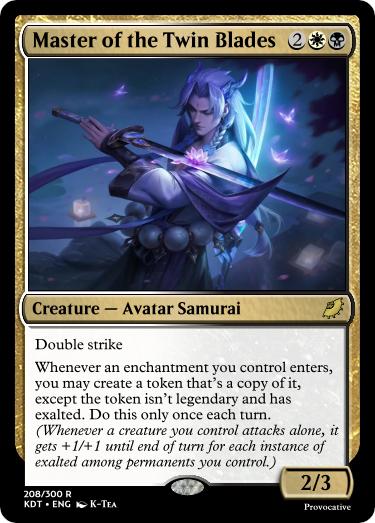 Master of the Twin Blades 2
Creature — Avatar Samurai
Double strike
Whenever an enchantment you control enters,
you may create a token that's a copy of it,
except the token isn't legendary and has
exalted. Do this only once each turn.
(Whenever a creature you control attacks alone, it
gets +1/+1 until end of turn for each instance of
exalted among permanents you control.)
2/3
208/300 R
KDT • ENG K-Tea
Provocative